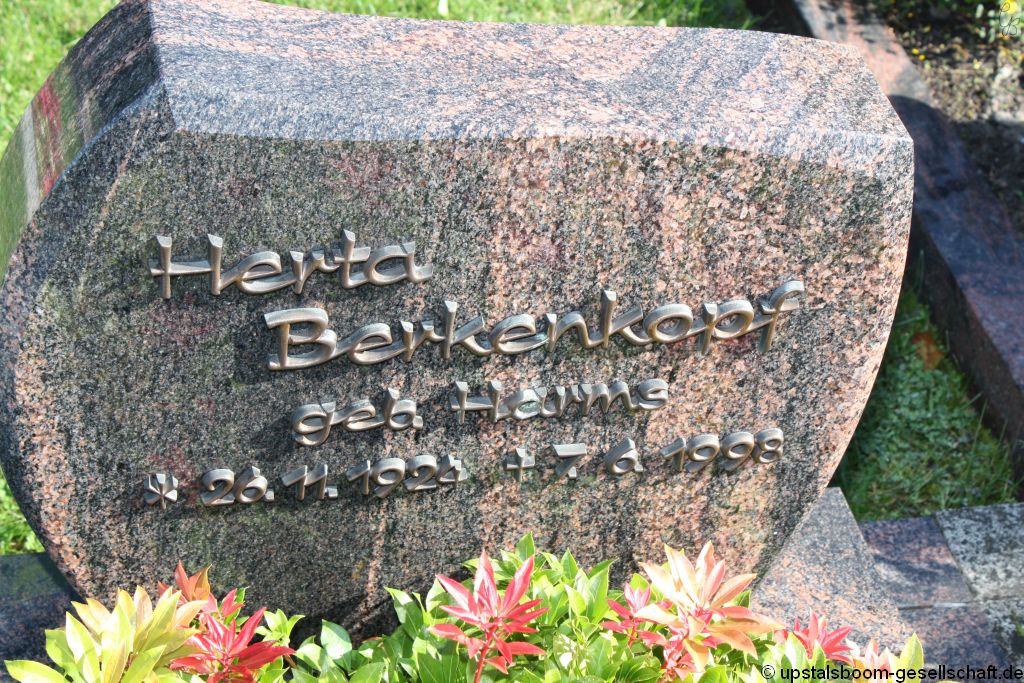 Herta
Berkenkopf
geb. Harms
* 26. 11. 1924 + 7. 6. 1998
© upstalsboom-gesellschaft.de